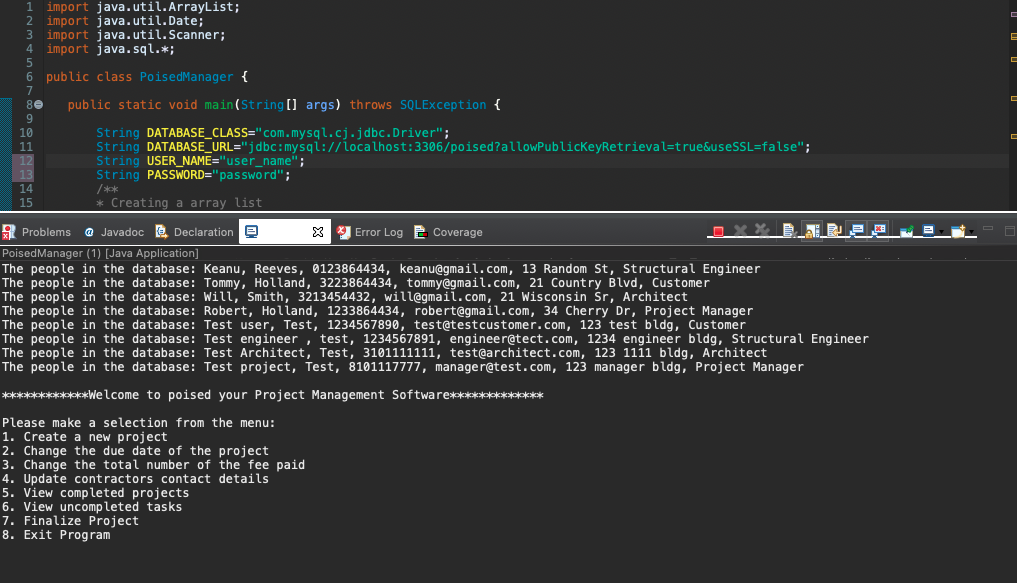 1 import java.util.ArrayList;
2 import java.util.Date;
3 import java.util.Scanner;
4 import java.sql.*;
5
6 public class PoisedManager {
7
8 public static void main(String[] args) throws SQLException {
9
10 String DATABASE_CLASS="com.mysql.cj.jdbc.Driver";
11 String DATABASE_URL="jdbc:mysql://localhost:3306/poised?allowPublicKeyRetrieval=true&useSSL=false";
12 String USER_NAME="user_name";
13 String PASSWORD="password";
14 /**
15 * Creating a array list
Problems @ Javadoc Declaration Error Log Coverage
PoisedManager (1) [Java Application]
The people in the database: Keanu, Reeves, 0123864434, keanu@gmail.com, 13 Random St, Structural Engineer
The people in the database: Tommy, Holland, 3223864434, tommy@gmail.com, 21 Country Blvd, Customer
The people in the database: Will, Smith, 3213454432, will@gmail.com, 21 Wisconsin Sr, Architect
The people in the database: Robert, Holland, 1233864434, robert@gmail.com, 34 Cherry Dr, Project Manager
The people in the database: Test user, Test, 1234567890, test@testcustomer.com, 123 test bldg, Customer
The people in the database: Test engineer , test, 1234567891, engineer@tect.com, 1234 engineer bldg, Structural Engineer
The people in the database: Test Architect, Test, 3101111111, test@architect.com, 123 1111 bldg, Architect
The people in the database: Test project, Test, 8101117777, manager@test.com, 123 manager bldg, Project Manager
************Welcome to poised your Project Management Software*************
Please make a selection from the menu:
1. Create a new project
2. Change the due date of the project
3. Change the total number of the fee paid
4. Update contractors contact details
5. View completed projects
6. View uncompleted tasks
7. Finalize Project
8. Exit Program